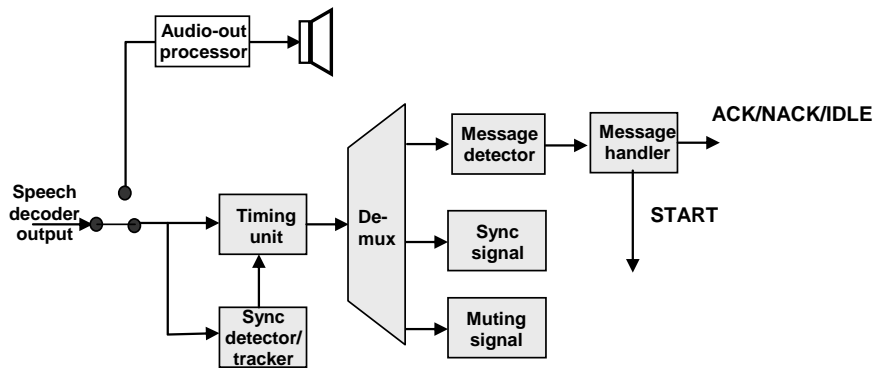 Audio-out
processor
ACK/NACK/IDLE
Message
detector
Message
handler
Speech
decoder
output
Timing
unit
De-
mux
Sync
signal
START
Sync
detector/
tracker
Muting
signal